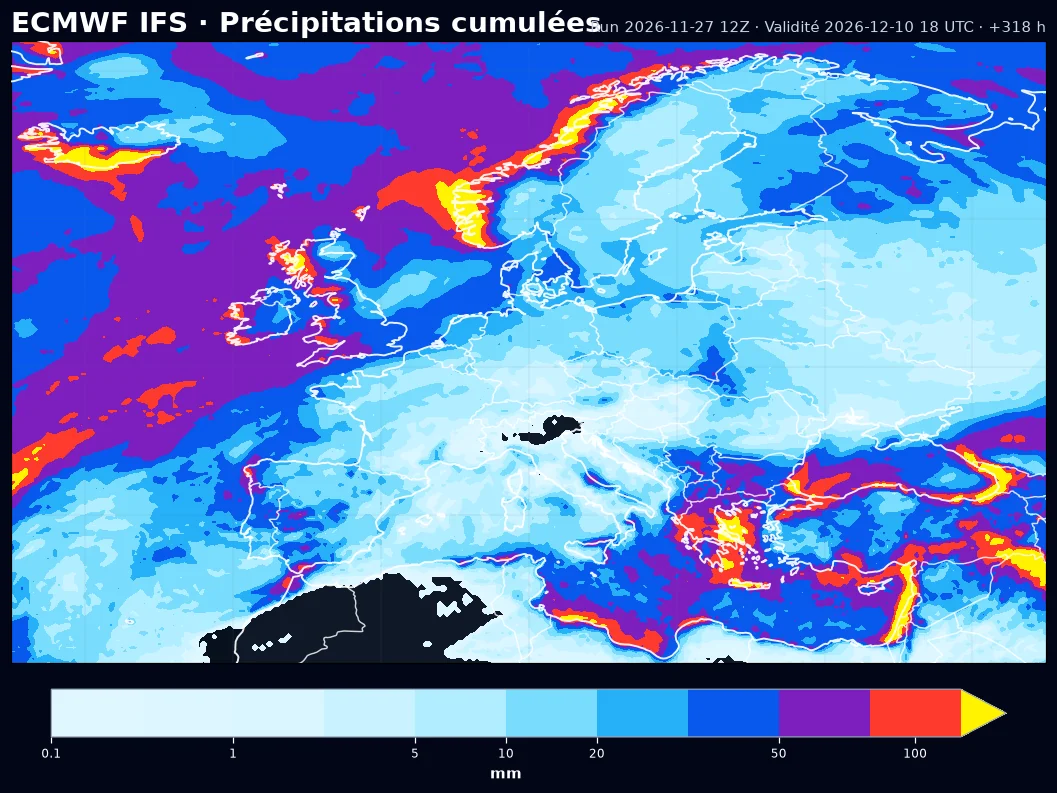 ECMWF IFS · Précipitations cumulées
Run 2026-11-27 12Z · Validité 2026-12-10 18 UTC · +318 h
0.1 1 5 10 20 50 100
mm